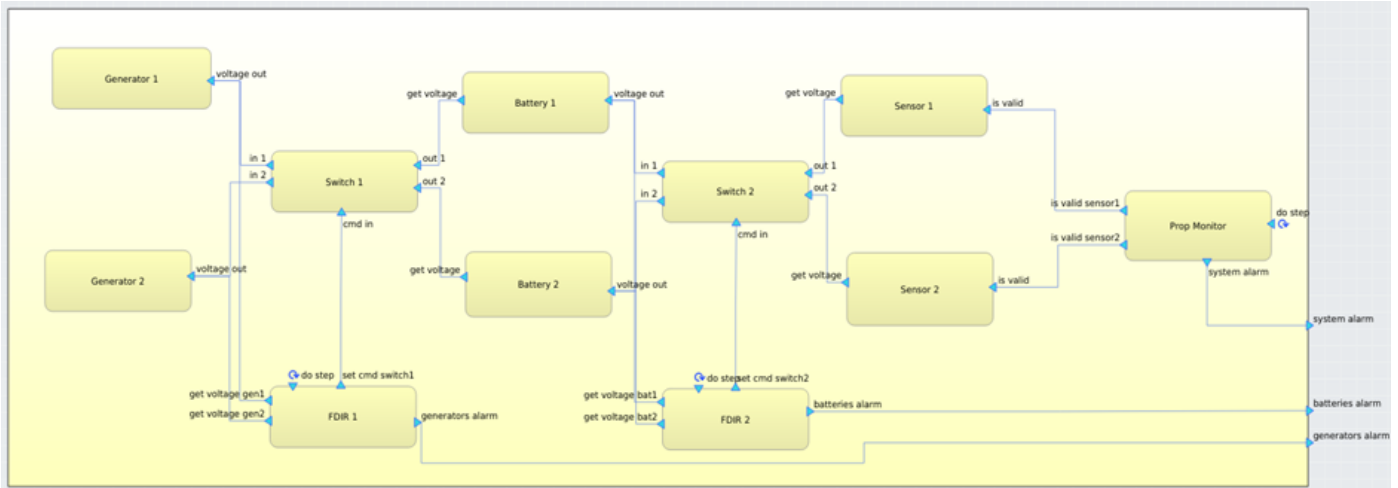 Generator 1
voltage out
get voltage
Battery 1
voltage out
get voltage
Sensor 1
is valid
in 1
in 2
Switch 1
out 1
out 2
cmd in
in 1
in 2
Switch 2
out 1
out 2
cmd in
is valid sensor1
is valid sensor2
Prop Monitor
do step
system alarm
Generator 2
voltage out
get voltage
Battery 2
voltage out
get voltage
Sensor 2
is valid
system alarm
do step
set cmd switch1
get voltage gen1
get voltage gen2
FDIR 1
generators alarm
do step
set cmd switch2
get voltage bat1
get voltage bat2
FDIR 2
batteries alarm
batteries alarm
generators alarm